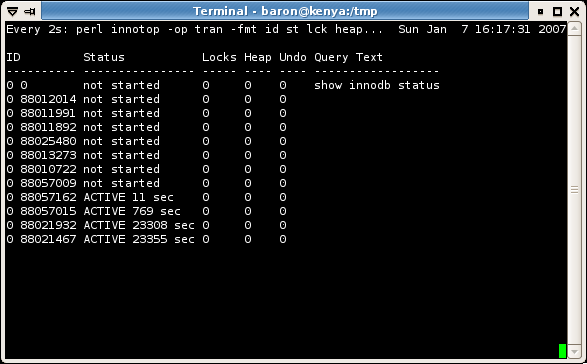 Terminal - baron@kenya:/tmp
Every 2s: perl innotop -op tran -fmt id st lck heap... Sun Jan 7 16:17:31 2007
ID Status Locks Heap Undo Query Text
---------- ---------------- ----- ---- ---- ------------------
0 0 not started 0 0 0 show innodb status
0 88012014 not started 0 0 0
0 88011991 not started 0 0 0
0 88011892 not started 0 0 0
0 88025480 not started 0 0 0
0 88013273 not started 0 0 0
0 88010722 not started 0 0 0
0 88057009 not started 0 0 0
0 88057162 ACTIVE 11 sec 0 0 0
0 88057015 ACTIVE 769 sec 0 0 0
0 88021932 ACTIVE 23308 sec 0 0 0
0 88021467 ACTIVE 23355 sec 0 0 0